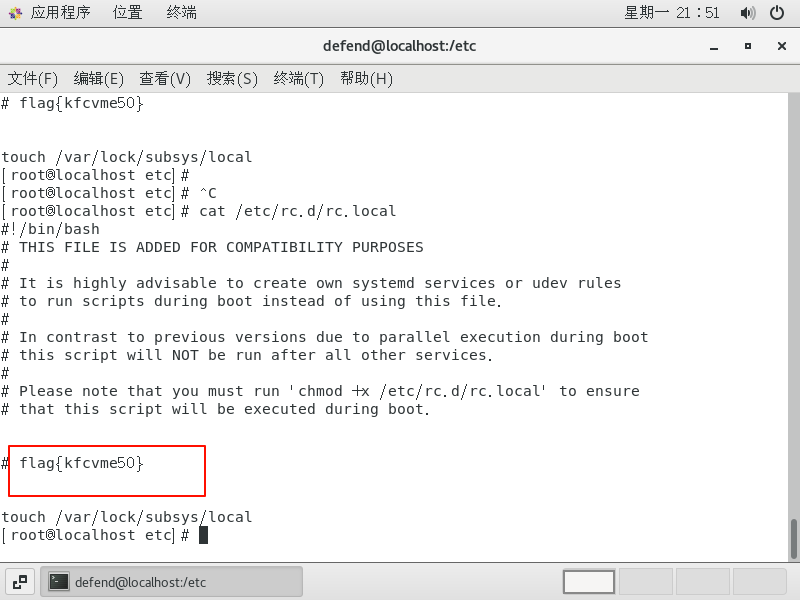 应用程序 位置 终端 星期一 21：51
defend@localhost:/etc
文件(F) 编辑(E) 查看(V) 搜索(S) 终端(T) 帮助(H)
# flag{kfcvme50}
touch /var/lock/subsys/local
[root@localhost etc]#
[root@localhost etc]# ^C
[root@localhost etc]# cat /etc/rc.d/rc.local
#!/bin/bash
# THIS FILE IS ADDED FOR COMPATIBILITY PURPOSES
#
# It is highly advisable to create own systemd services or udev rules
# to run scripts during boot instead of using this file.
#
# In contrast to previous versions due to parallel execution during boot
# this script will NOT be run after all other services.
#
# Please note that you must run 'chmod +x /etc/rc.d/rc.local' to ensure
# that this script will be executed during boot.
# flag{kfcvme50}
touch /var/lock/subsys/local
[root@localhost etc]#
defend@localhost:/etc